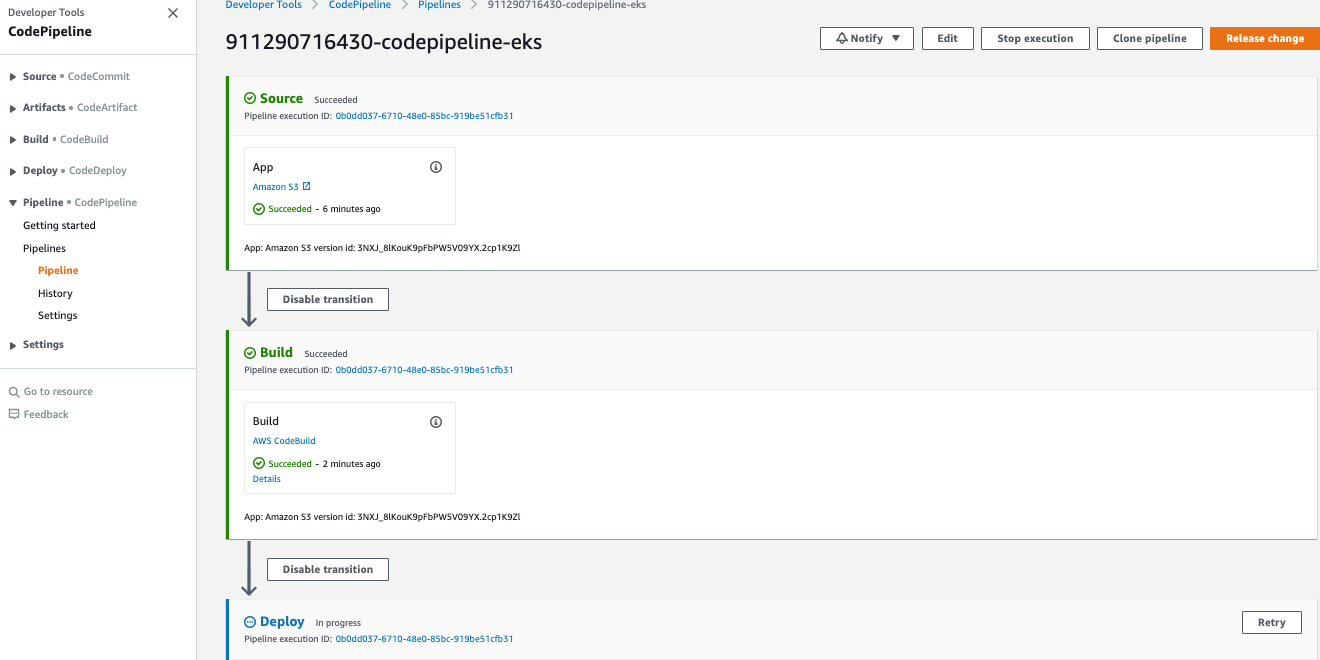 Developer Tools
CodePipeline
Source • CodeCommit
Artifacts • CodeArtifact
Build • CodeBuild
Deploy • CodeDeploy
Pipeline • CodePipeline
Getting started
Pipelines
Pipeline
History
Settings
Settings
Go to resource
Feedback
Developer Tools > CodePipeline > Pipelines > 911290716430-codepipeline-eks
911290716430-codepipeline-eks
Notify Edit Stop execution Clone pipeline Release change
Source Succeeded
Pipeline execution ID: 0b0dd037-6710-48e0-85bc-919be51cfb31
App
Amazon S3
Succeeded - 6 minutes ago
App: Amazon S3 version id: 3NXJ_8lKouK9pFbPW5V09YX.2cp1K9Zl
Disable transition
Build Succeeded
Pipeline execution ID: 0b0dd037-6710-48e0-85bc-919be51cfb31
Build
AWS CodeBuild
Succeeded - 2 minutes ago
Details
App: Amazon S3 version id: 3NXJ_8lKouK9pFbPW5V09YX.2cp1K9Zl
Disable transition
Deploy In progress
Retry
Pipeline execution ID: 0b0dd037-6710-48e0-85bc-919be51cfb31